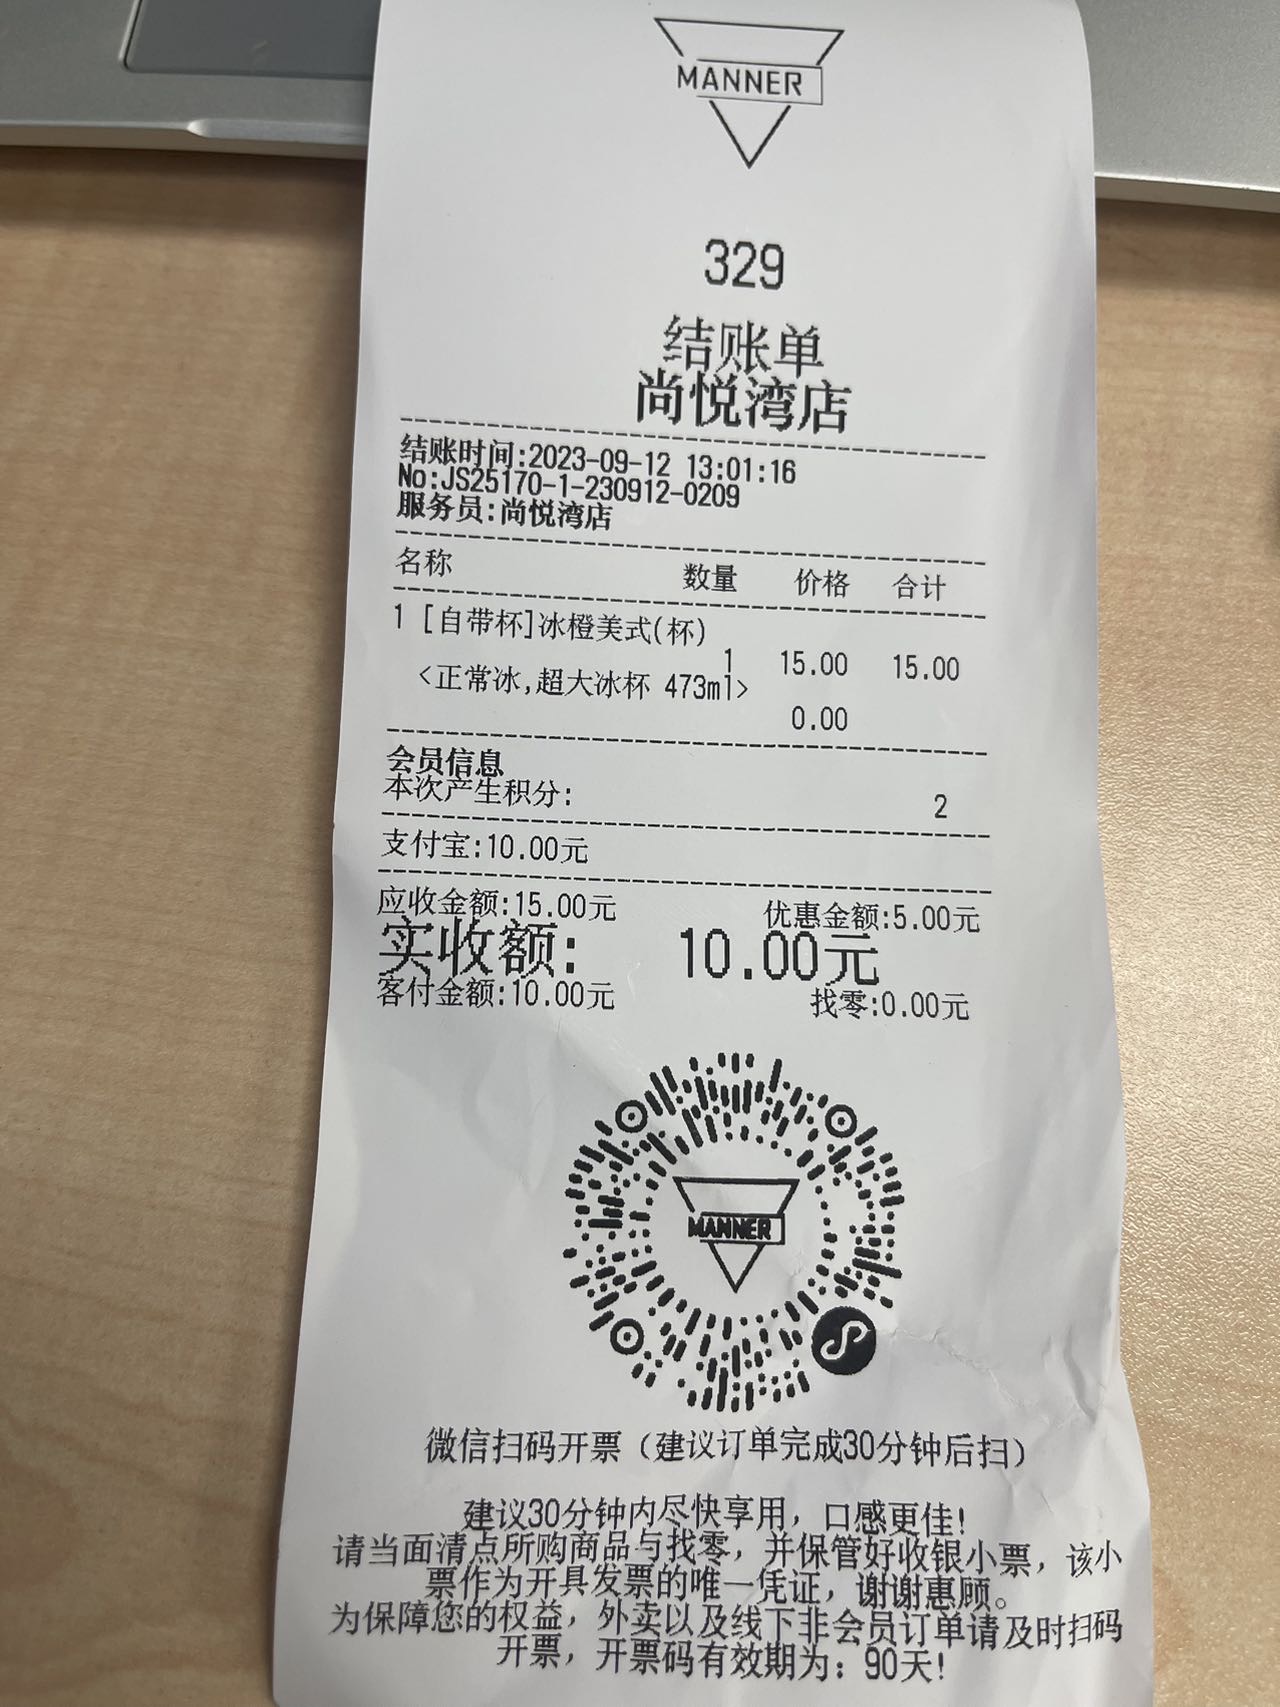 MANNER
329
结账单
尚悦湾店
结账时间:2023-09-12 13:01:16
No:JS25170-1-230912-0209
服务员:尚悦湾店
名称 数量 价格 合计
1 [自带杯]冰橙美式(杯)
1 15.00 15.00
<正常冰,超大冰杯 473ml>
0.00
会员信息
本次产生积分: 2
支付宝:10.00元
应收金额:15.00元 优惠金额:5.00元
实收额: 10.00元
客付金额:10.00元 找零:0.00元
MANNER
微信扫码开票（建议订单完成30分钟后扫）
建议30分钟内尽快享用，口感更佳!
请当面清点所购商品与找零，并保管好收银小票，该小
票作为开具发票的唯一凭证，谢谢惠顾。
为保障您的权益，外卖以及线下非会员订单请及时扫码
开票，开票码有效期为：90天!